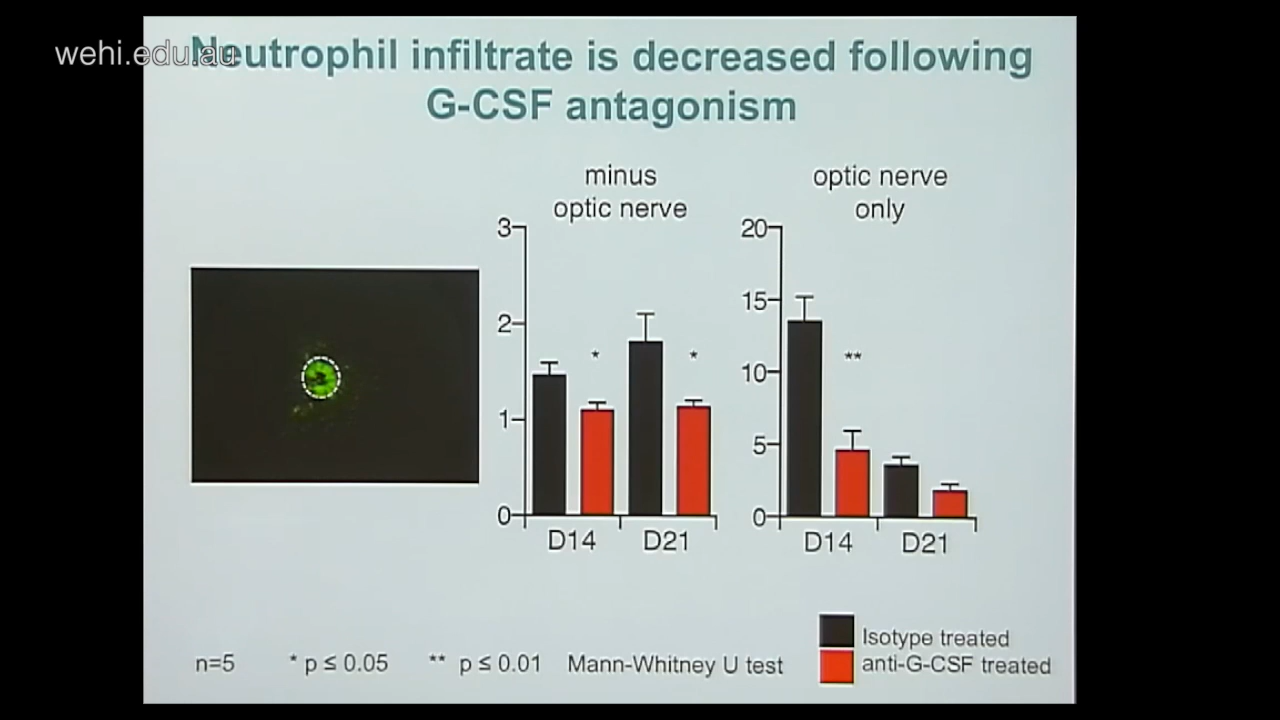 wehi.edu.au
Neutrophil infiltrate is decreased following
G-CSF antagonism
minus
optic nerve
3
2
1
0
*
*
D14
D21
optic nerve
only
20
15
10
5
0
**
D14
D21
Isotype treated
anti-G-CSF treated
n=5 * p ≤ 0.05 ** p ≤ 0.01 Mann-Whitney U test